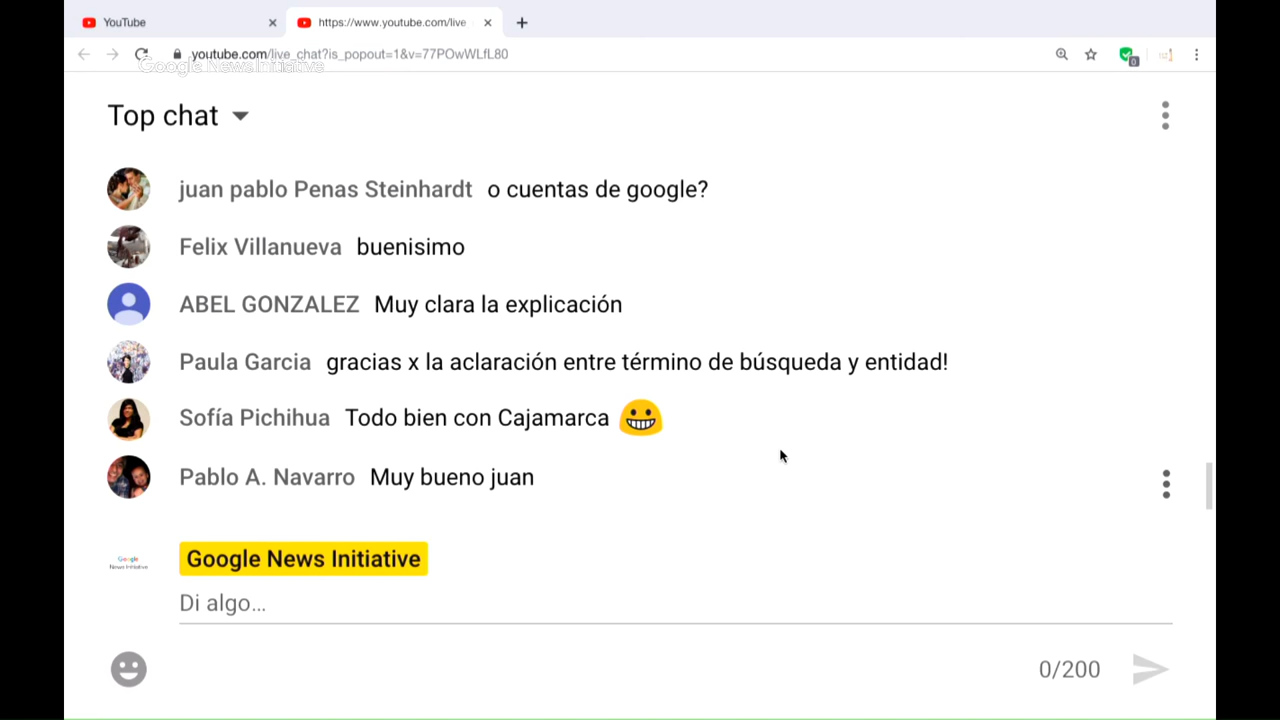 YouTube
https://www.youtube.com/live
youtube.com/live_chat?is_popout=1&v=77POwWLfL80
Google News Initiative
Top chat
juan pablo Penas Steinhardt o cuentas de google?
Felix Villanueva buenisimo
ABEL GONZALEZ Muy clara la explicación
Paula Garcia gracias x la aclaración entre término de búsqueda y entidad!
Sofía Pichihua Todo bien con Cajamarca
Pablo A. Navarro Muy bueno juan
Google
News Initiative
Google News Initiative
Di algo...
0/200